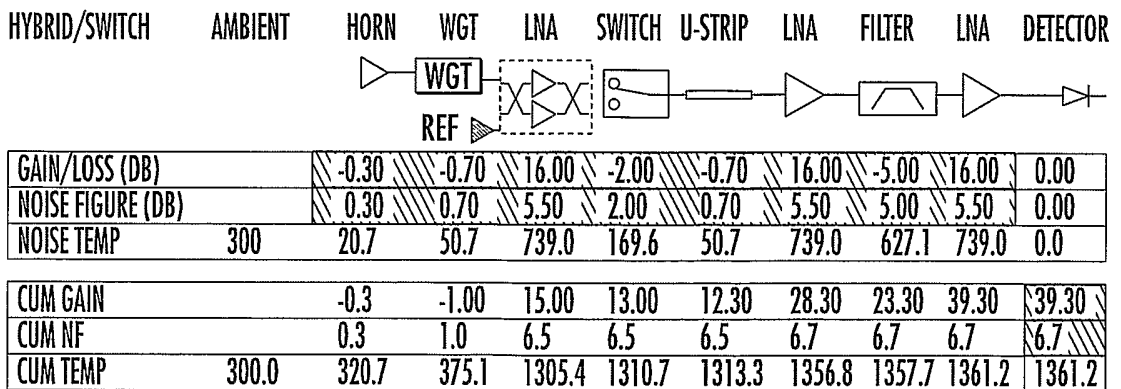 HYBRID/SWITCH AMBIENT HORN WGT LNA SWITCH U-STRIP LNA FILTER LNA DETECTOR
WGT
REF
GAIN/LOSS (DB) -0.30 -0.70 16.00 -2.00 -0.70 16.00 -5.00 16.00 0.00
NOISE FIGURE (DB) 0.30 0.70 5.50 2.00 0.70 5.50 5.00 5.50 0.00
NOISE TEMP 300 20.7 50.7 739.0 169.6 50.7 739.0 627.1 739.0 0.0
CUM GAIN -0.3 -1.00 15.00 13.00 12.30 28.30 23.30 39.30 39.30
CUM NF 0.3 1.0 6.5 6.5 6.5 6.7 6.7 6.7 6.7
CUM TEMP 300.0 320.7 375.1 1305.4 1310.7 1313.3 1356.8 1357.7 1361.2 1361.2